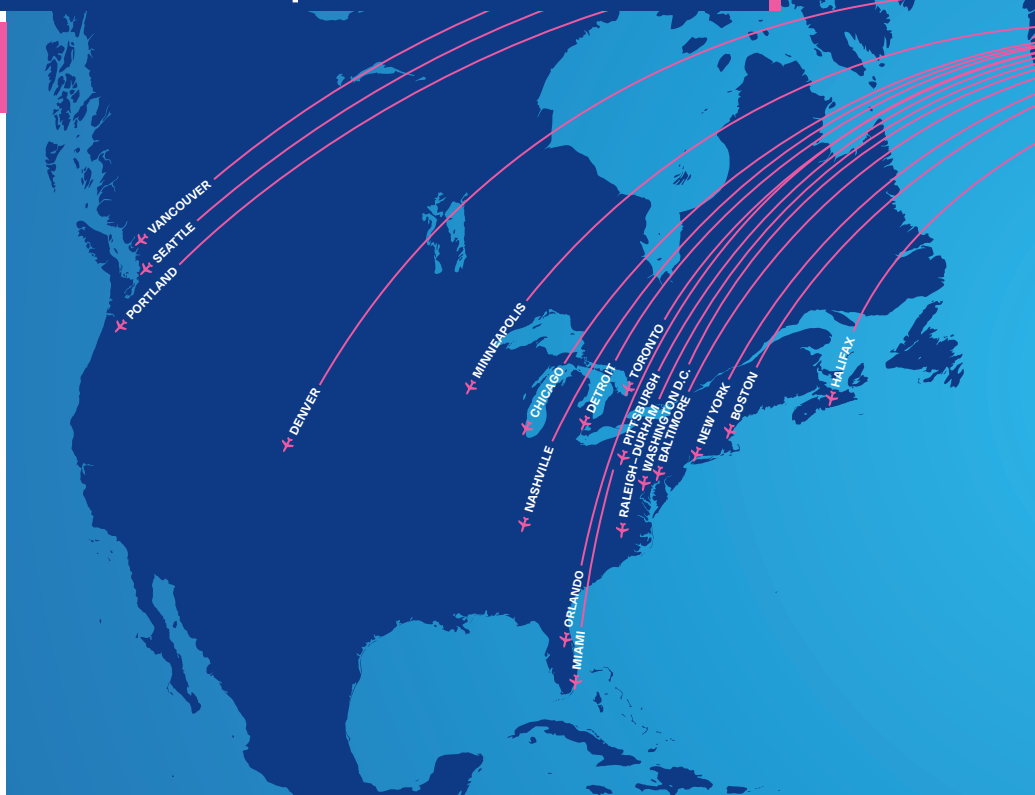 VANCOUVER
SEATTLE
PORTLAND
DENVER
MINNEAPOLIS
CHICAGO
DETROIT
TORONTO
NASHVILLE
PITTSBURGH
RALEIGH-DURHAM
WASHINGTON D.C.
BALTIMORE
NEW YORK
BOSTON
HALIFAX
ORLANDO
MIAMI